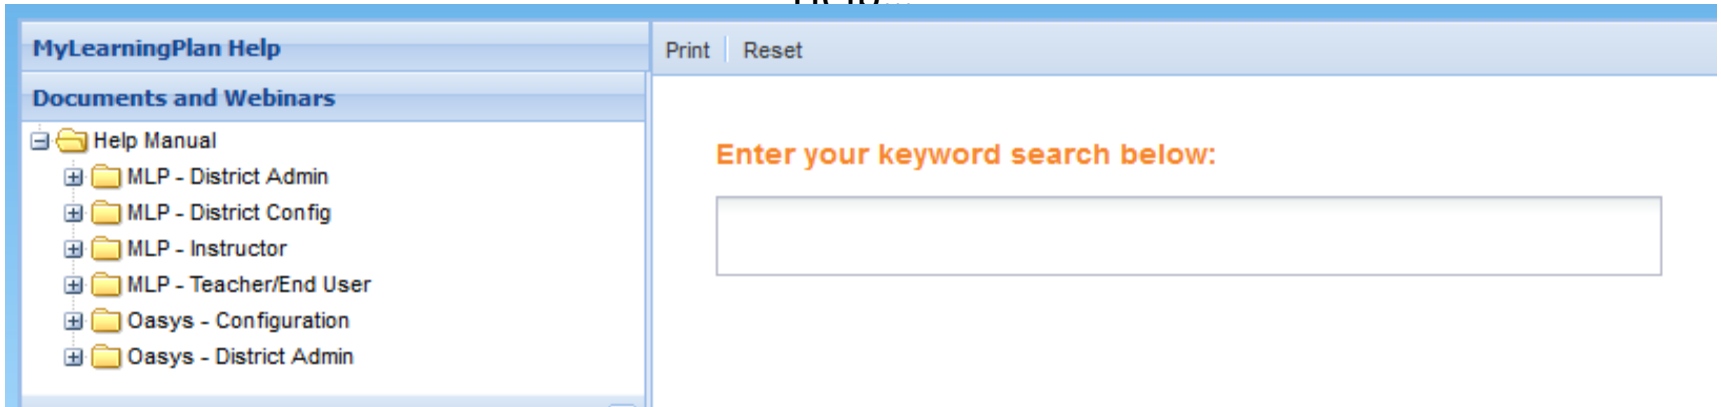 Help...
MyLearningPlan Help
Print
Reset
Documents and Webinars
Help Manual
MLP - District Admin
MLP - District Config
MLP - Instructor
MLP - Teacher/End User
Oasys - Configuration
Oasys - District Admin
Enter your keyword search below: